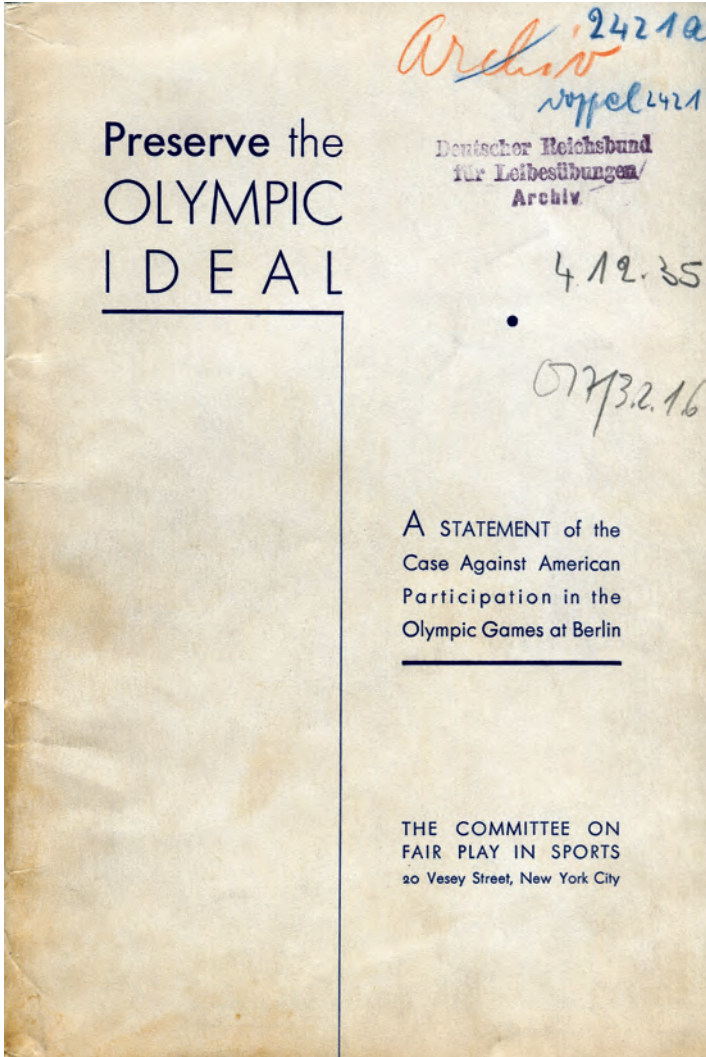 2421a
Archiv
Doppel 2421
Preserve the
OLYMPIC
IDEAL
Deutscher Reichsbund
für Leibesübungen/
Archiv
4.12.35
A STATEMENT of the
Case Against American
Participation in the
Olympic Games at Berlin
THE COMMITTEE ON
FAIR PLAY IN SPORTS
20 Vesey Street, New York City